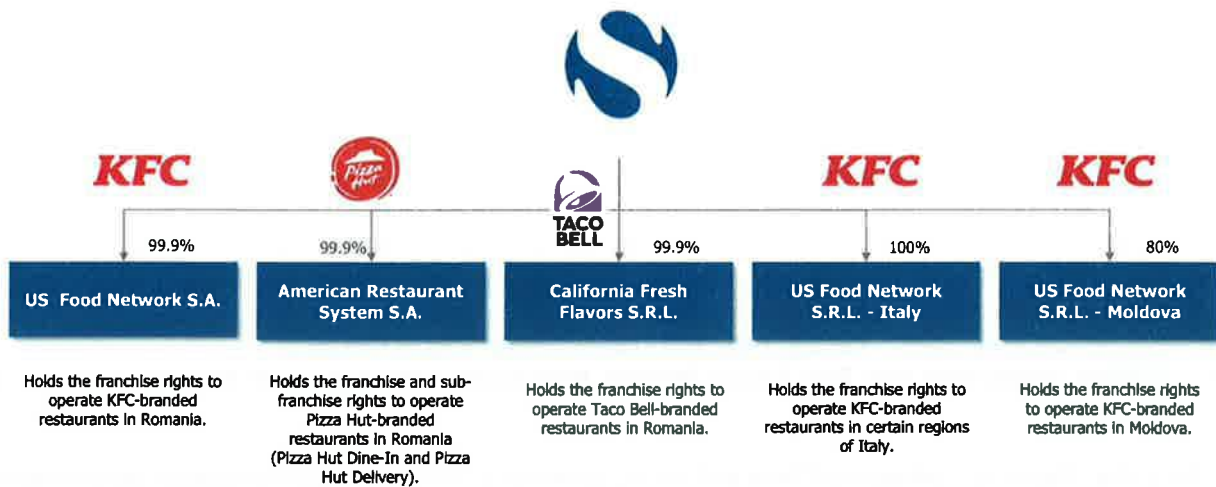 KFC
Pizza
Hut
TACO
BELL
KFC
KFC
99.9%
99.9%
99.9%
100%
80%
US Food Network S.A.
American Restaurant
System S.A.
California Fresh
Flavors S.R.L.
US Food Network
S.R.L. - Italy
US Food Network
S.R.L. - Moldova
Holds the franchise rights to
operate KFC-branded
restaurants in Romania.
Holds the franchise and sub-
franchise rights to operate
Pizza Hut-branded
restaurants in Romania
(Pizza Hut Dine-In and Pizza
Hut Delivery).
Holds the franchise rights to
operate Taco Bell-branded
restaurants in Romania.
Holds the franchise rights to
operate KFC-branded
restaurants in certain regions
of Italy.
Holds the franchise rights
to operate KFC-branded
restaurants in Moldova.